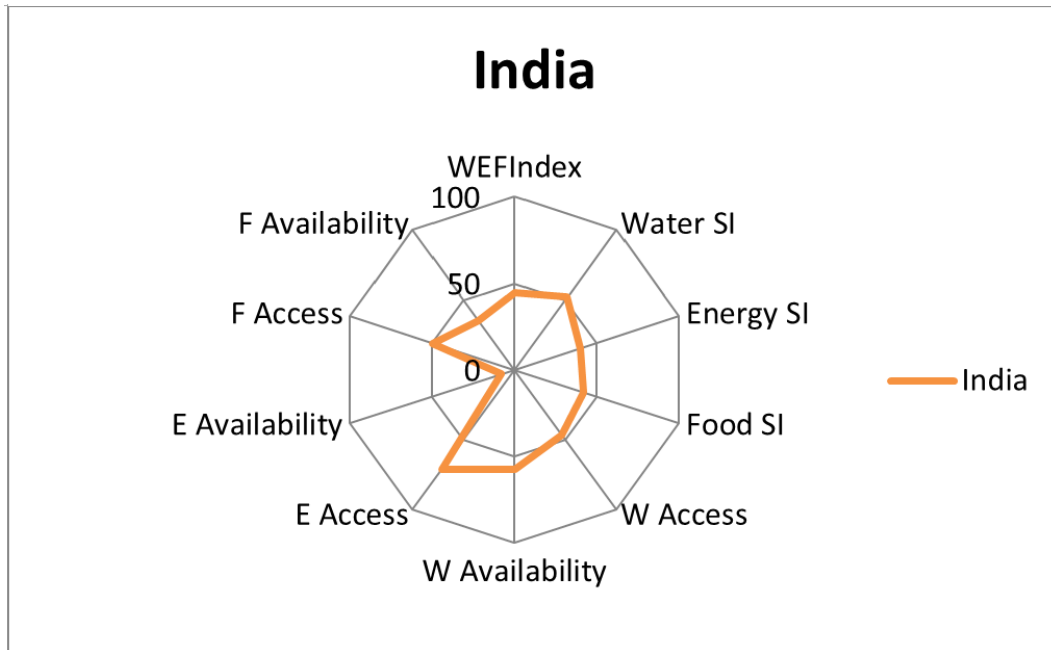 India
WEFIndex
100
F Availability
Water SI
50
F Access
Energy SI
0
India
E Availability
Food SI
E Access
W Access
W Availability